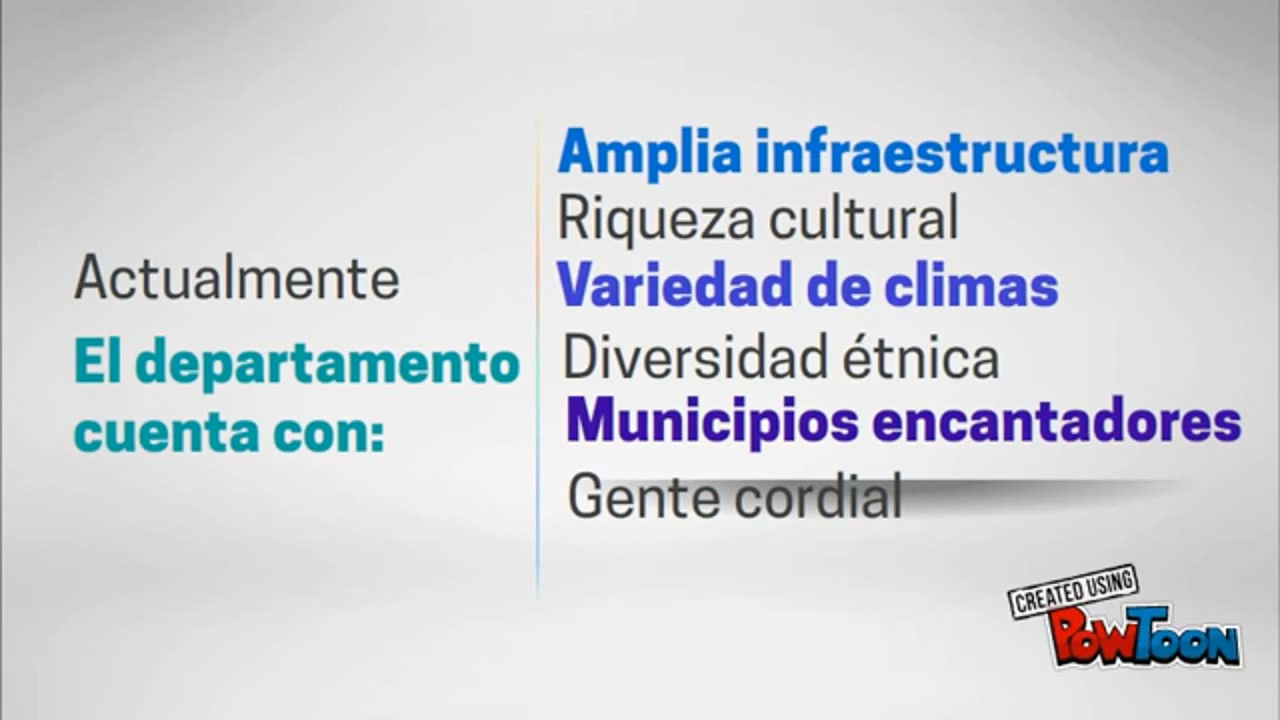 Actualmente
El departamento
cuenta con:
Amplia infraestructura
Riqueza cultural
Variedad de climas
Diversidad étnica
Municipios encantadores
Gente cordial
CREATED USING
POWTOON